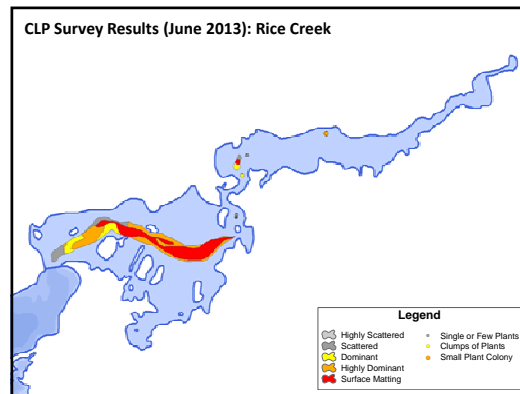 CLP Survey Results (June 2013): Rice Creek
Legend
Highly Scattered
Scattered
Dominant
Highly Dominant
Surface Matting
Single or Few Plants
Clumps of Plants
Small Plant Colony